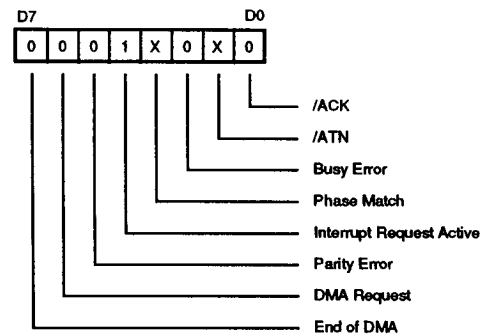 D7 D0
0 0 0 1 X 0 X 0
/ACK
/ATN
Busy Error
Phase Match
Interrupt Request Active
Parity Error
DMA Request
End of DMA